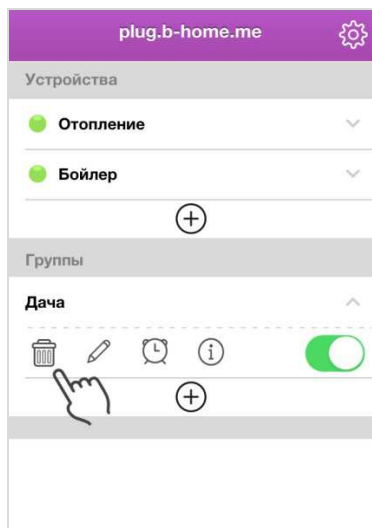 plug.b-home.me
Устройства
Отопление
Бойлер
Группы
Дача